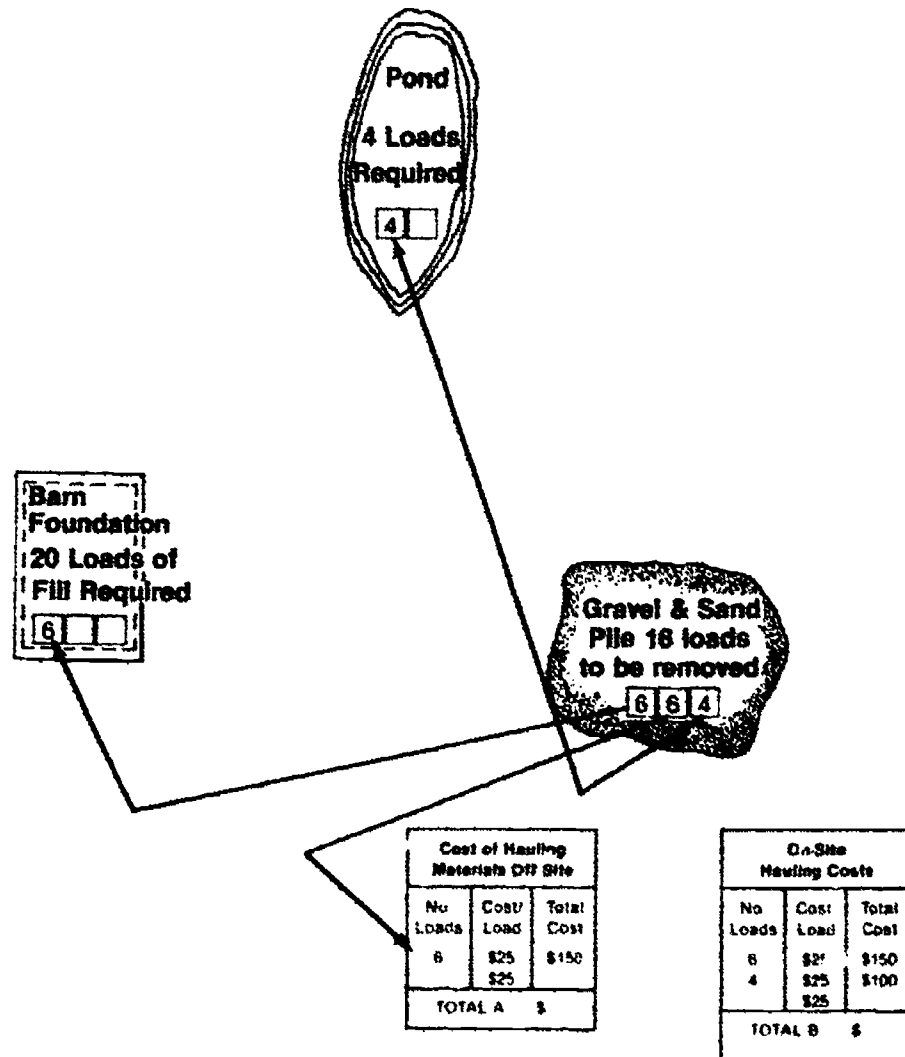 Pond
4 Loads
Required
4
Barn
Foundation
20 Loads of
Fill Required
6
Gravel & Sand
Pile 16 loads
to be removed
6 6 4
Cost of Hauling
Materials Off Site
No Loads Cost/ Load Total Cost
6 $25 $150
$25
TOTAL A $
On-Site
Hauling Costs
No Loads Cost Load Total Cost
6 $150
4 $25 $100
$25
TOTAL B $